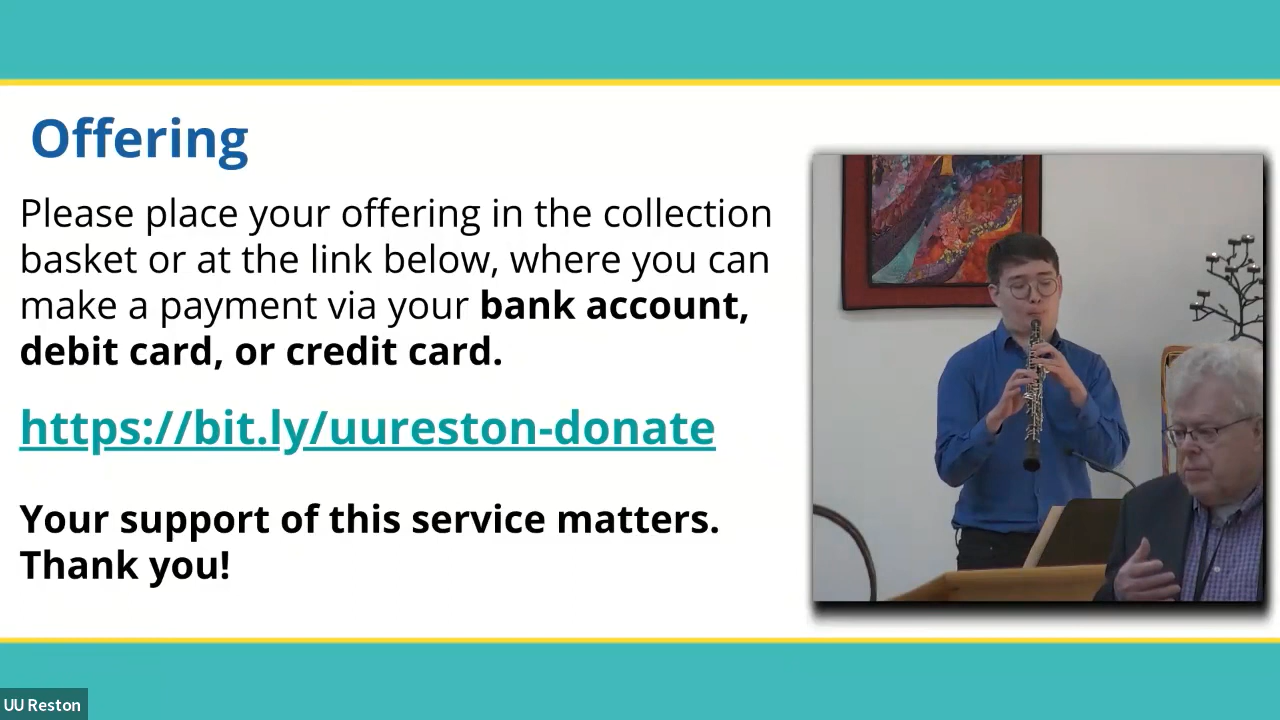 Offering
Please place your offering in the collection
basket or at the link below, where you can
make a payment via your bank account,
debit card, or credit card.
https://bit.ly/uureston-donate
Your support of this service matters.
Thank you!
UU Reston